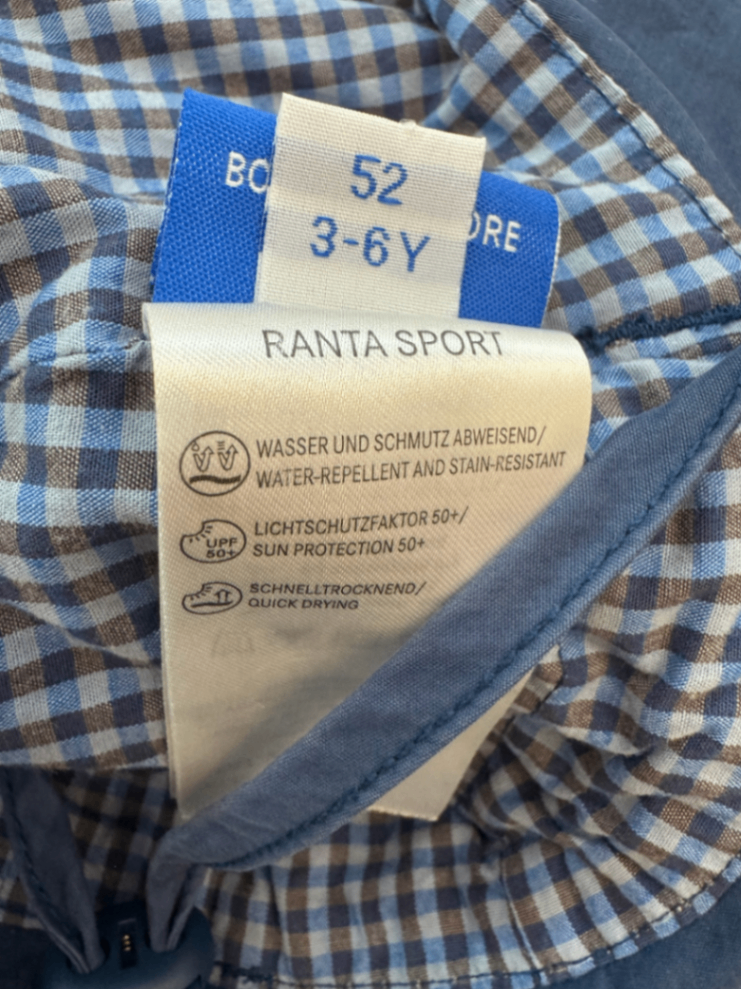 52
3-6Y
RANTA SPORT
WASSER UND SCHMUTZ ABWEISEND/
WATER-REPELLENT AND STAIN-RESISTANT
UPF
50+
LICHTSCHUTZFAKTOR 50+/
SUN PROTECTION 50+
SCHNELLTROCKNEND/
QUICK DRYING